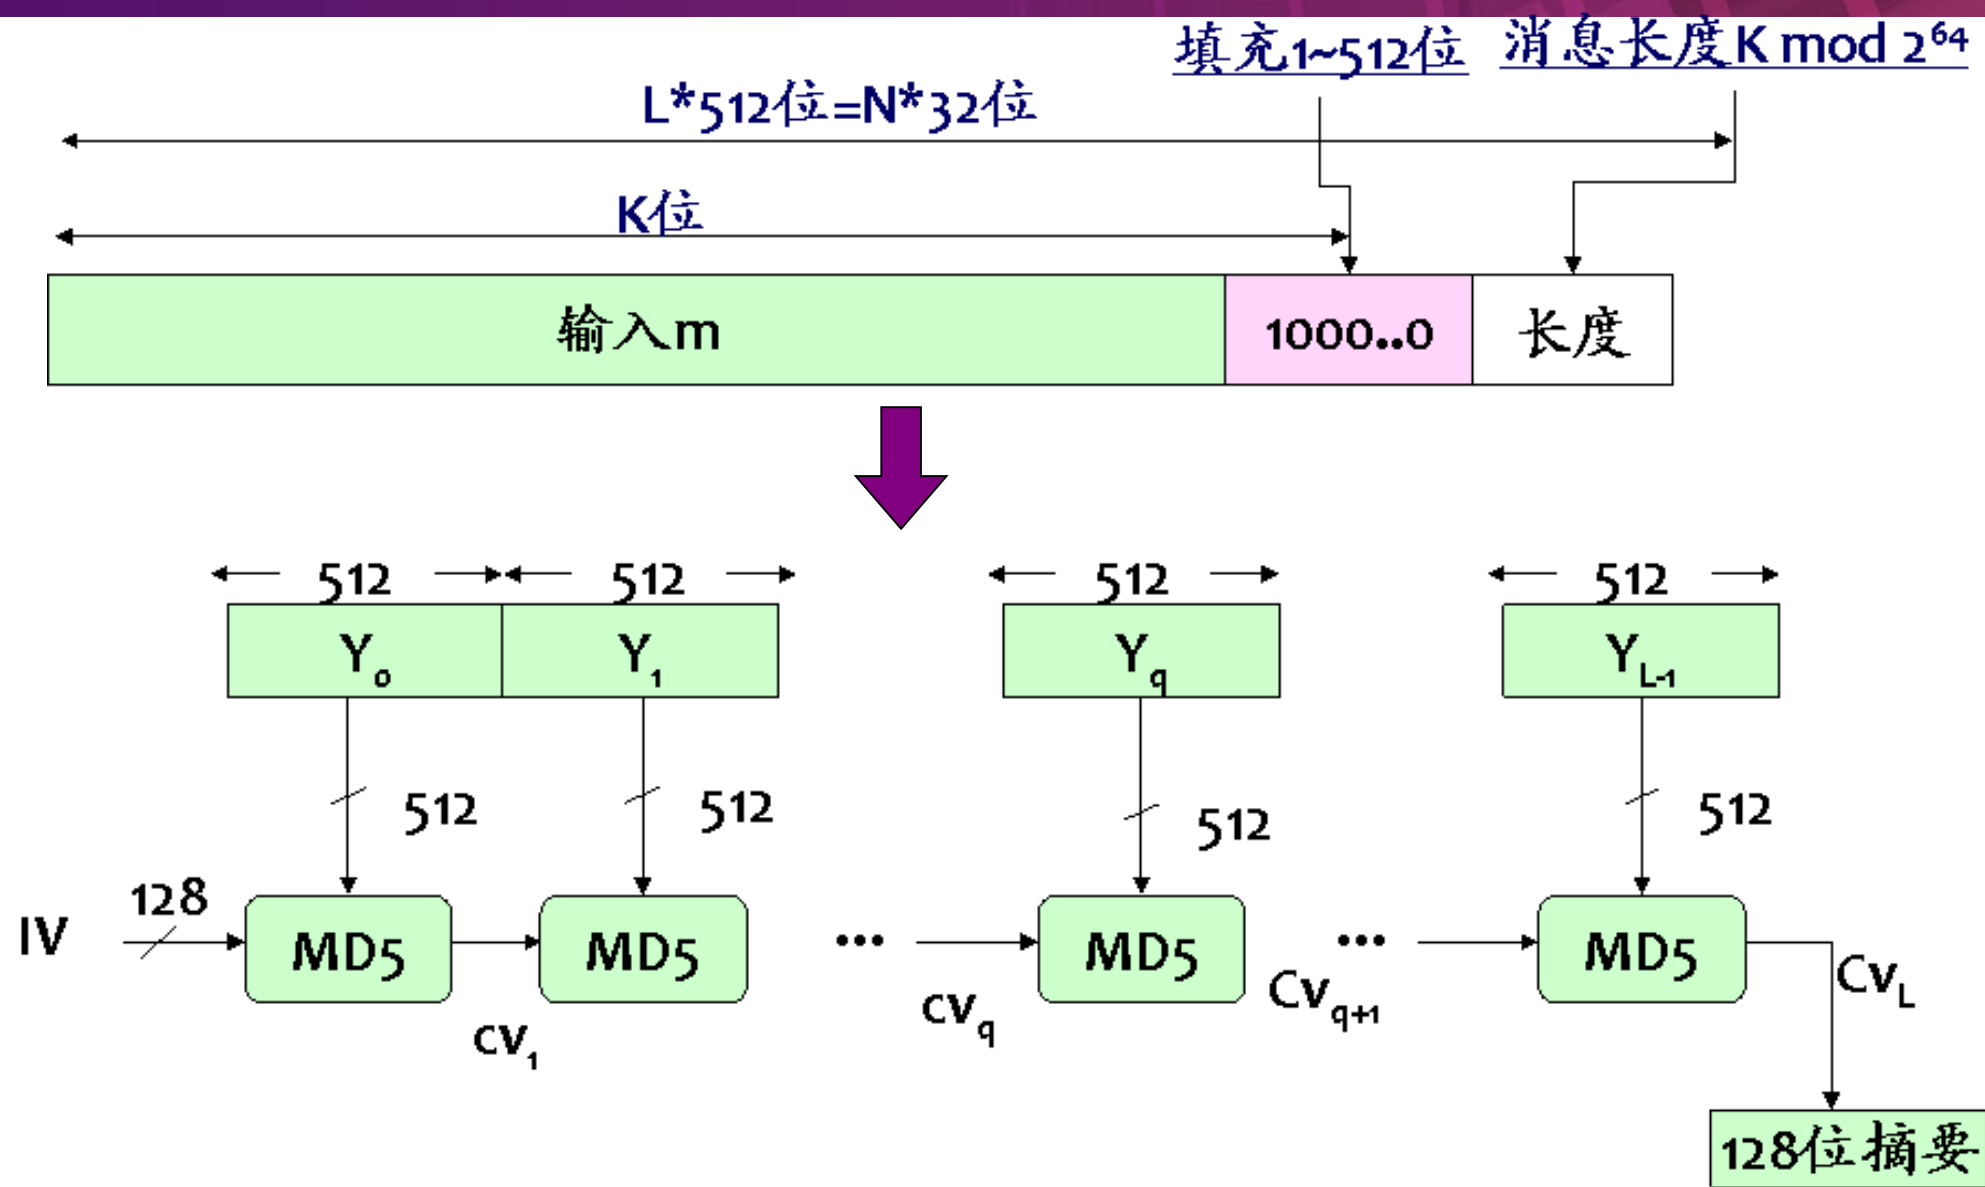 填充1~512位 消息长度K mod 2⁶⁴
L*512位=N*32位
K位
输入m 1000..0 长度
512 512 512 512
Y₀ Y₁ Y_q Y_L-1
512 512 512 512
IV 128 MD5 MD5 ... MD5 ... MD5
cv₁ cv_q Cv_q+1 Cv_L
128位摘要